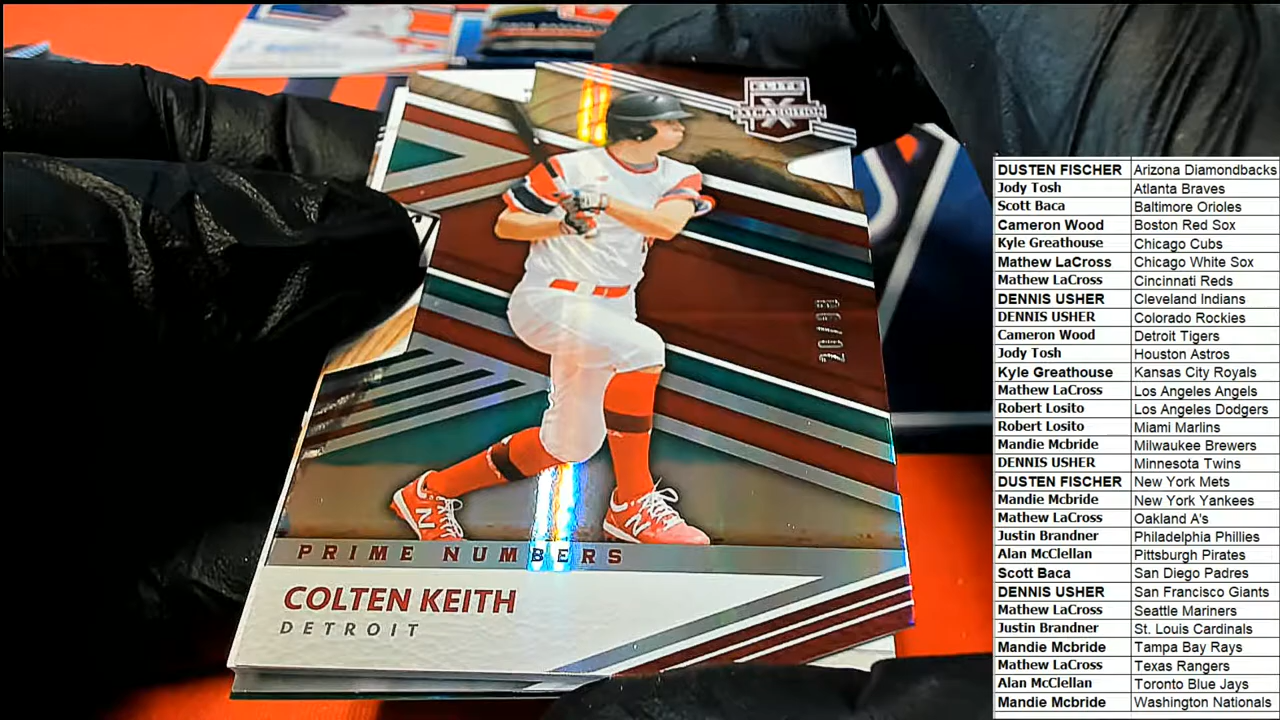 ELITE
X
EXTRA EDITION
PRIME NUMBERS
COLTEN KEITH
DETROIT
DUSTEN FISCHER Arizona Diamondbacks
Jody Tosh Atlanta Braves
Scott Baca Baltimore Orioles
Cameron Wood Boston Red Sox
Kyle Greathouse Chicago Cubs
Mathew LaCross Chicago White Sox
Mathew LaCross Cincinnati Reds
DENNIS USHER Cleveland Indians
DENNIS USHER Colorado Rockies
Cameron Wood Detroit Tigers
Jody Tosh Houston Astros
Kyle Greathouse Kansas City Royals
Mathew LaCross Los Angeles Angels
Robert Losito Los Angeles Dodgers
Robert Losito Miami Marlins
Mandie Mcbride Milwaukee Brewers
DENNIS USHER Minnesota Twins
DUSTEN FISCHER New York Mets
Mandie Mcbride New York Yankees
Mathew LaCross Oakland A's
Justin Brandner Philadelphia Phillies
Alan McClellan Pittsburgh Pirates
Scott Baca San Diego Padres
DENNIS USHER San Francisco Giants
Mathew LaCross Seattle Mariners
Justin Brandner St. Louis Cardinals
Mandie Mcbride Tampa Bay Rays
Mathew LaCross Texas Rangers
Alan McClellan Toronto Blue Jays
Mandie Mcbride Washington Nationals